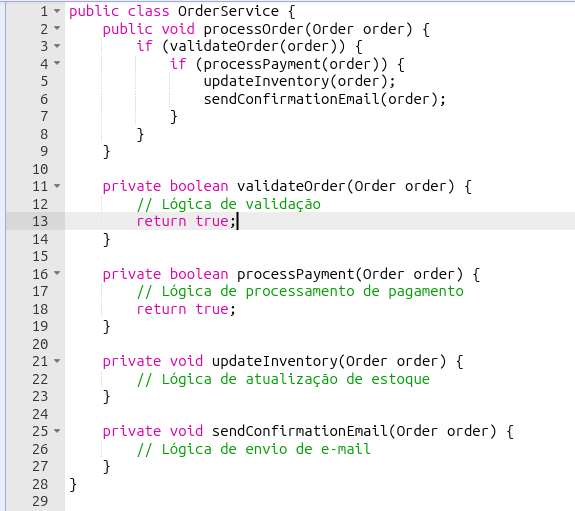 1 public class OrderService {
2     public void processOrder(Order order) {
3         if (validateOrder(order)) {
4             if (processPayment(order)) {
5                 updateInventory(order);
6                 sendConfirmationEmail(order);
7             }
8         }
9     }
10
11     private boolean validateOrder(Order order) {
12         // Lógica de validação
13         return true;
14     }
15
16     private boolean processPayment(Order order) {
17         // Lógica de processamento de pagamento
18         return true;
19     }
20
21     private void updateInventory(Order order) {
22         // Lógica de atualização de estoque
23     }
24
25     private void sendConfirmationEmail(Order order) {
26         // Lógica de envio de e-mail
27     }
28 }
29